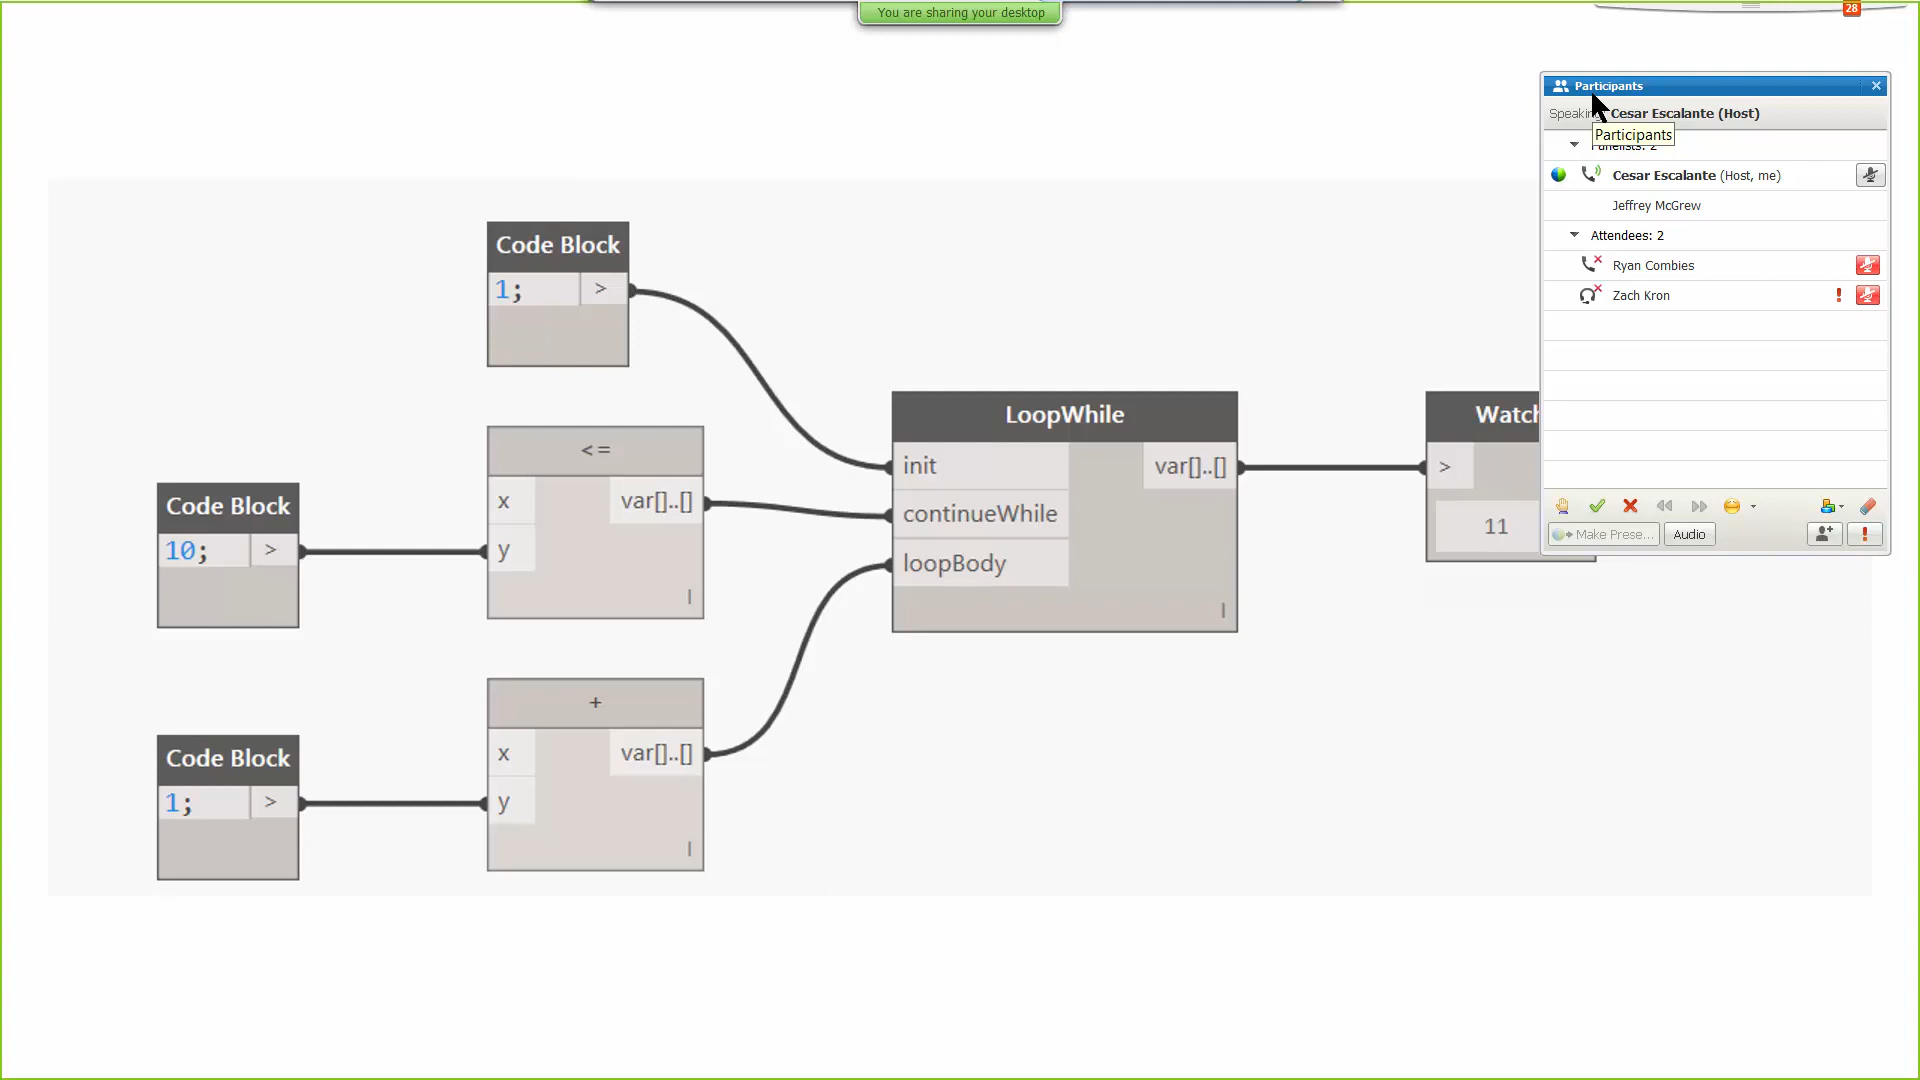 You are sharing your desktop
28
Participants
Cesar Escalante (Host)
Participants
Cesar Escalante (Host, me)
Jeffrey McGrew
Attendees: 2
Ryan Combies
Zach Kron
Make Prese...
Audio
Code Block
1;
>
<=
x
var[]..[]
y
l
Code Block
10;
>
+
x
var[]..[]
y
l
Code Block
1;
>
LoopWhile
init
var[]..[]
continueWhile
loopBody
l
>
11